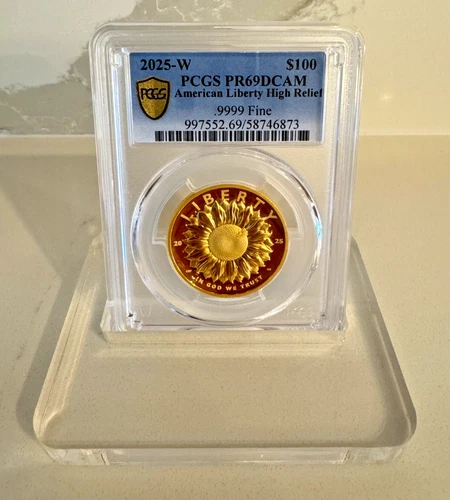 2025-W $100
PCGS PCGS PR69DCAM
American Liberty High Relief
.9999 Fine
997552.69/58746873
LIBERTY
20 25
IN GOD WE TRUST
PCGS